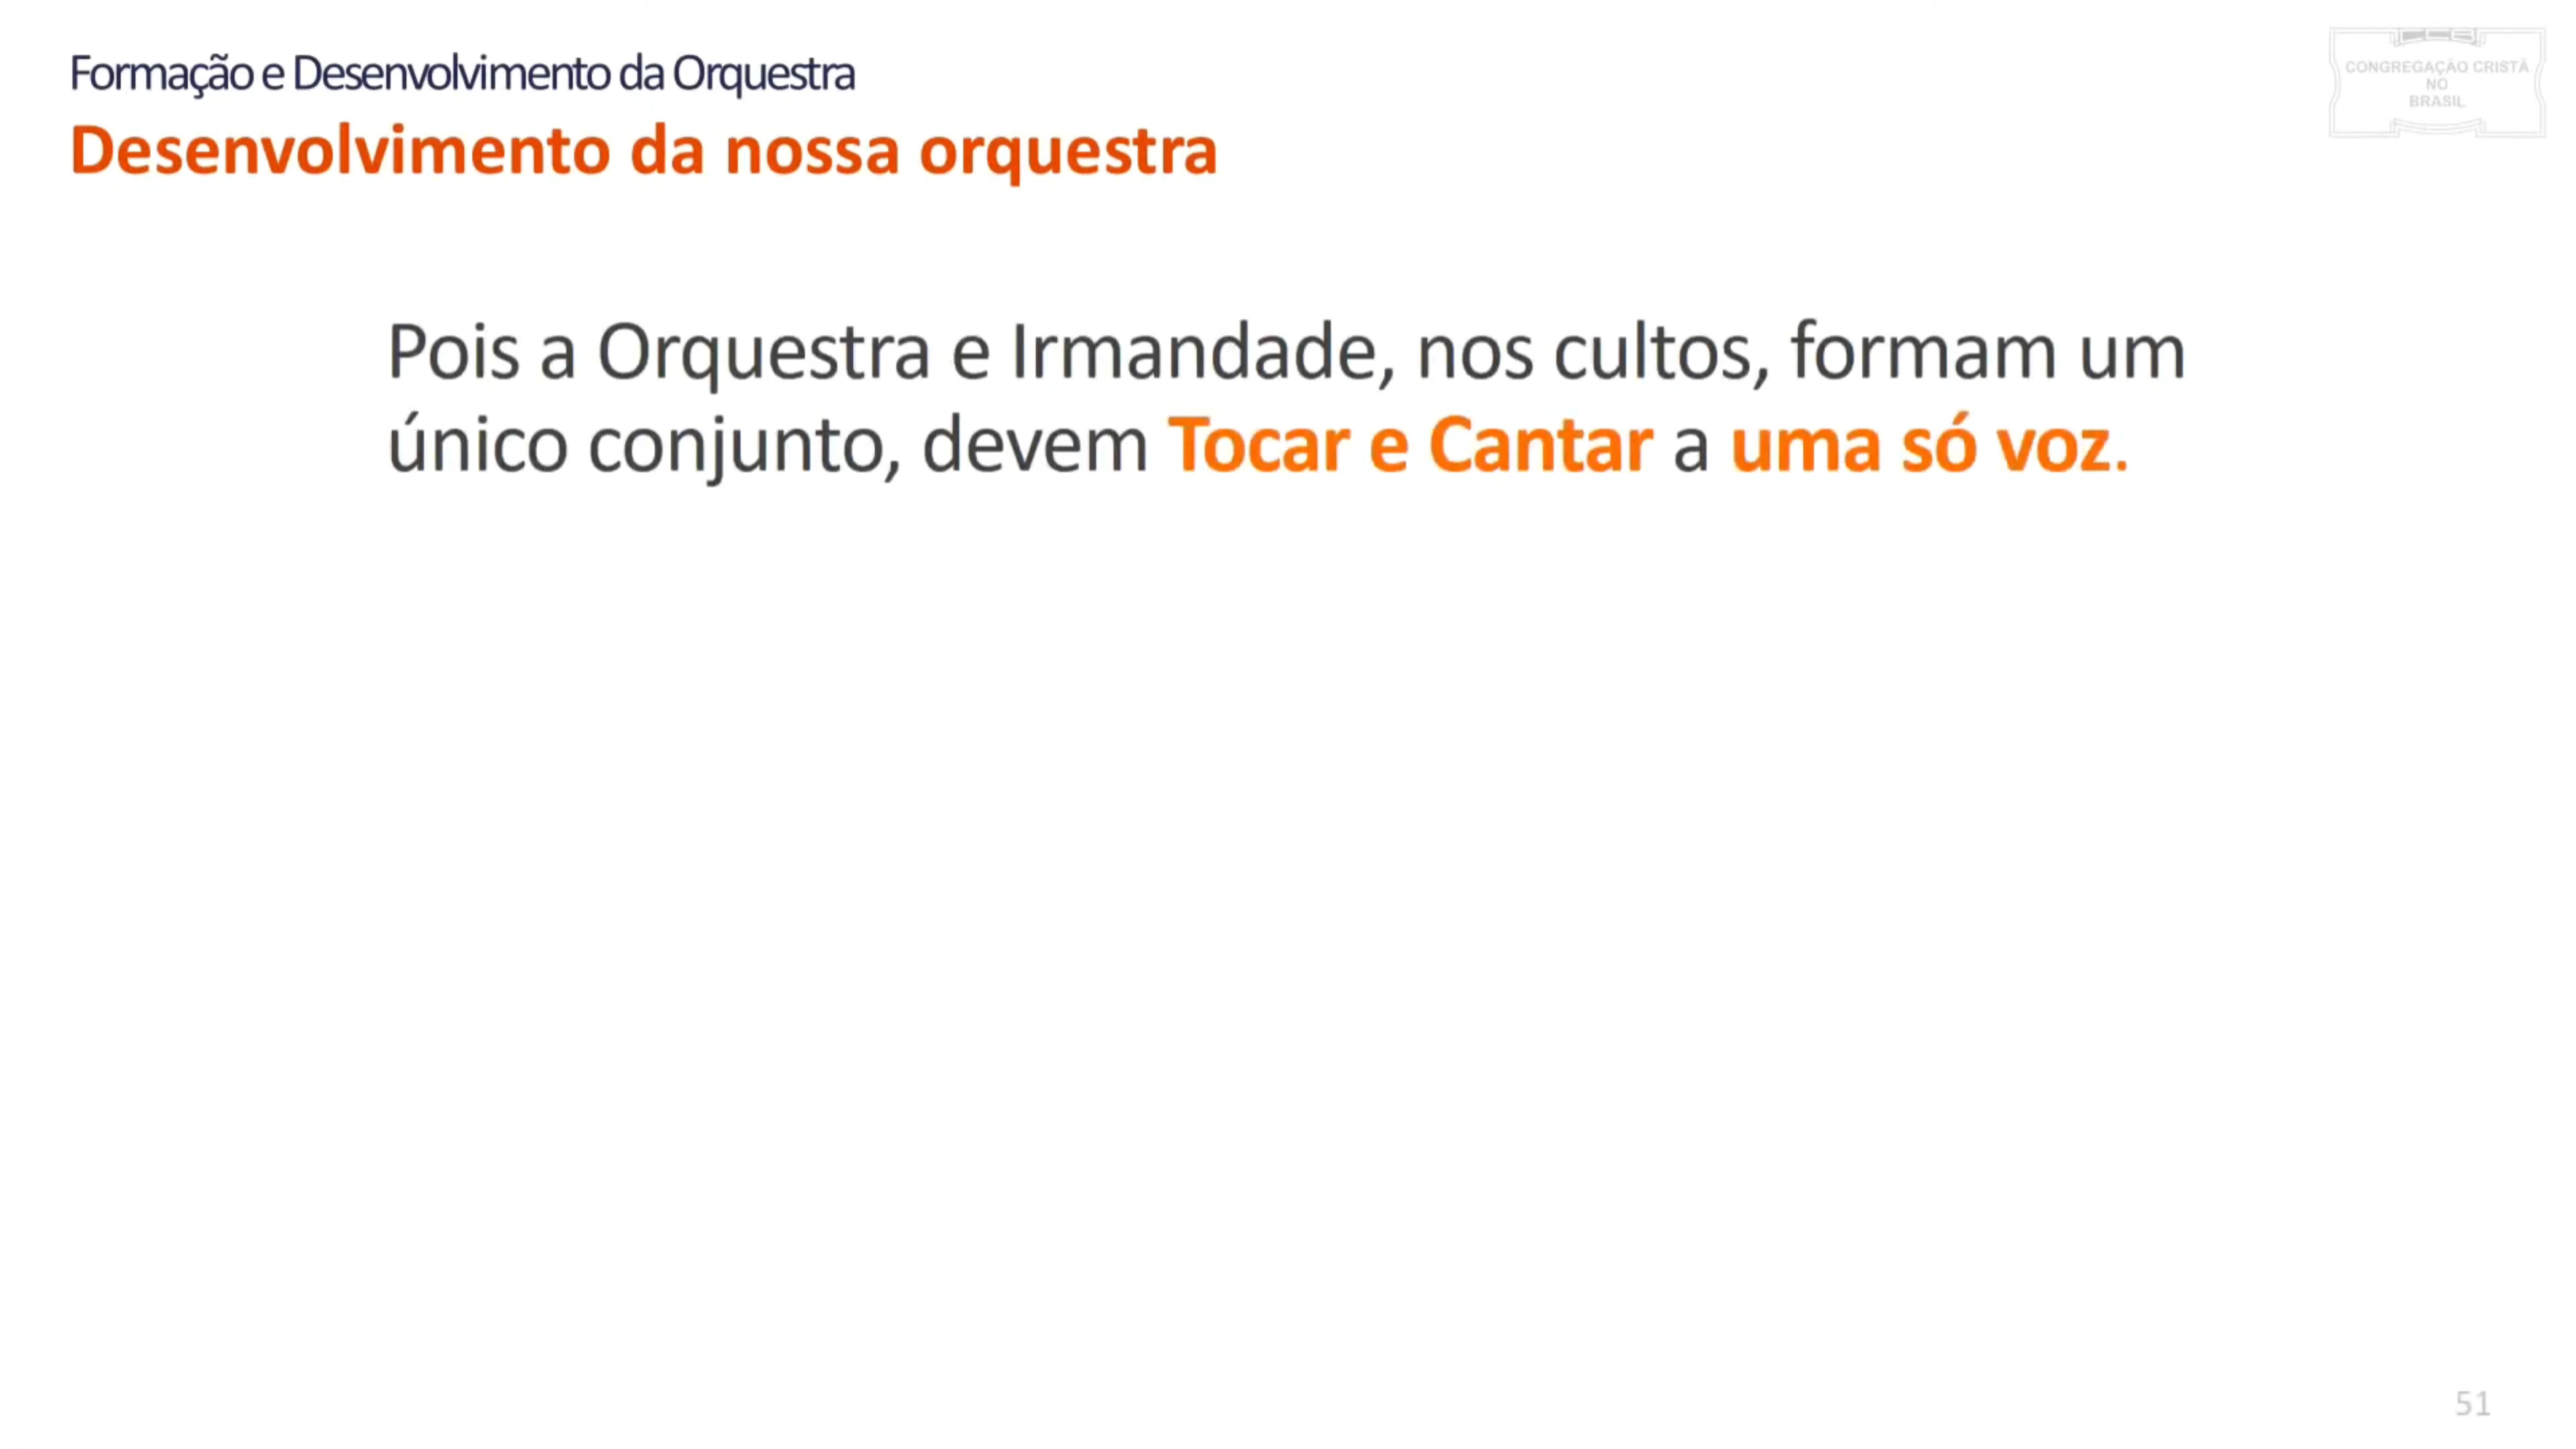 Formação e Desenvolvimento da Orquestra
Desenvolvimento da nossa orquestra
CONGREGAÇÃO CRISTÃ
NO
BRASIL
Pois a Orquestra e Irmandade, nos cultos, formam um
único conjunto, devem Tocar e Cantar a uma só voz.
51